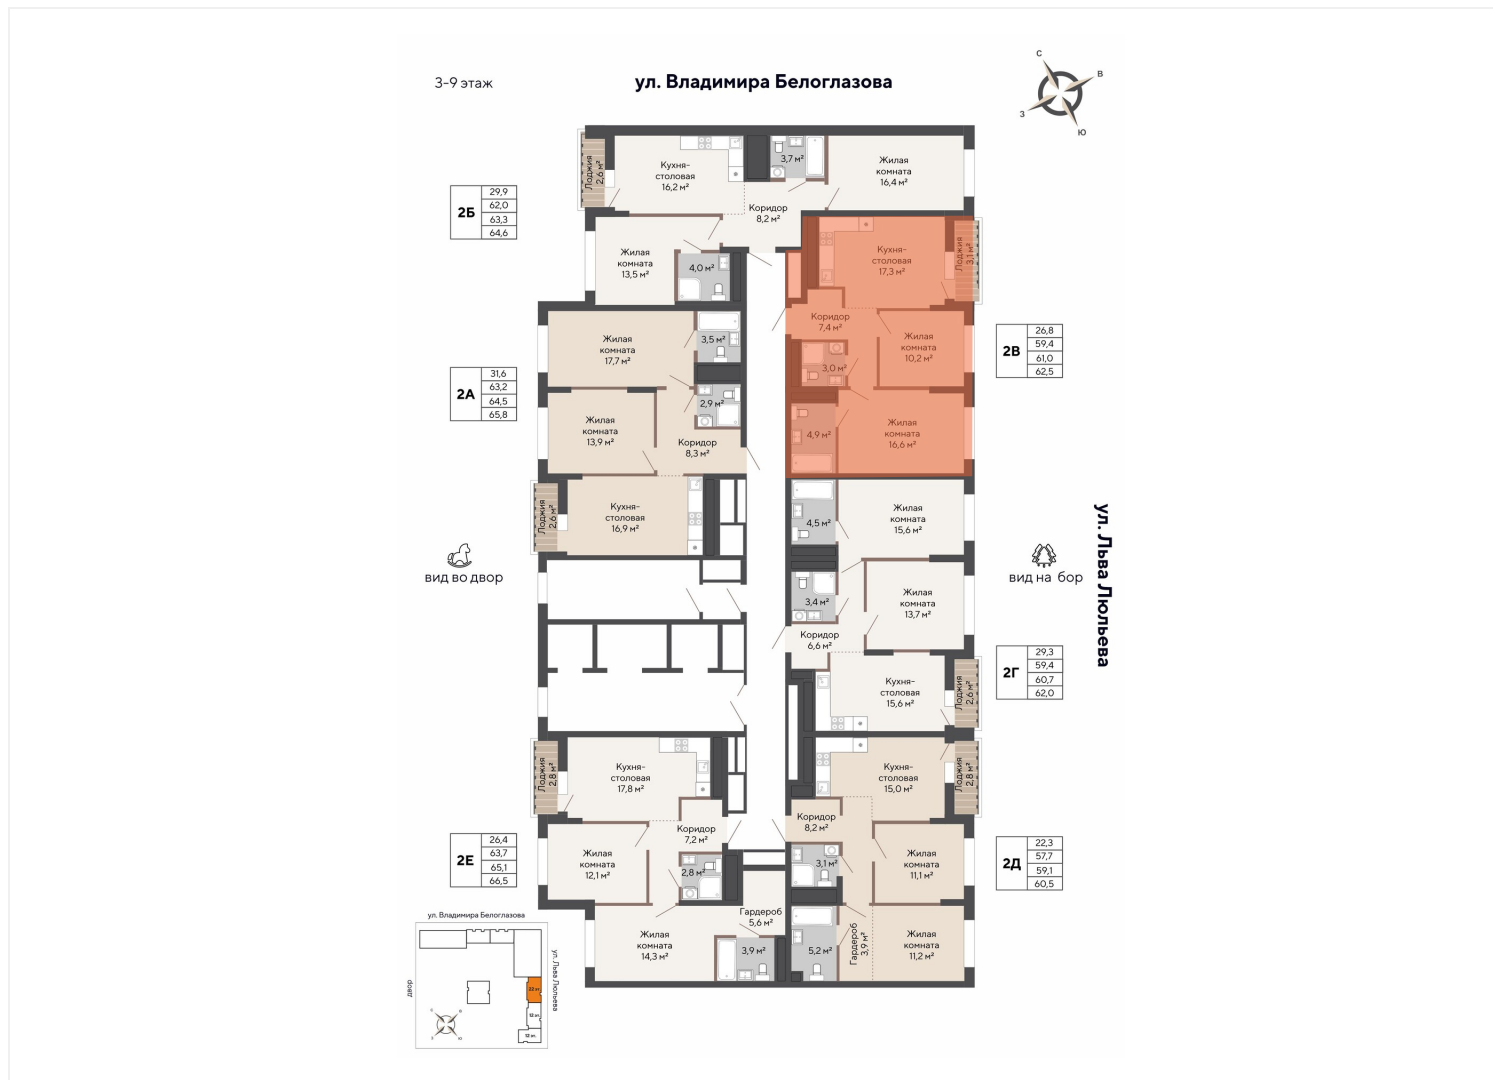 3-9 этаж
ул. Владимира Белоглазова
С
В
З
Ю
Лоджия
2,6 м²
Кухня-
столовая
16,2 м²
3,7 м²
Жилая
комната
16,4 м²
Коридор
8,2 м²
2Б
29,9
62,0
63,3
64,6
Жилая
комната
13,5 м²
4,0 м²
Кухня-
столовая
17,3 м²
Лоджия
3,1 м²
Коридор
7,4 м²
Жилая
комната
10,2 м²
3,0 м²
4,9 м²
Жилая
комната
16,6 м²
2В
26,8
59,4
61,0
62,5
Жилая
комната
17,7 м²
3,5 м²
2А
31,6
63,2
64,5
65,8
2,9 м²
Жилая
комната
13,9 м²
Коридор
8,3 м²
Лоджия
2,6 м²
Кухня-
столовая
16,9 м²
4,5 м²
Жилая
комната
15,6 м²
вид во двор
вид на бор
ул. Льва Люльева
3,4 м²
Жилая
комната
13,7 м²
Коридор
6,6 м²
Кухня-
столовая
15,6 м²
Лоджия
2,6 м²
2Г
29,3
59,4
60,7
62,0
Лоджия
2,8 м²
Кухня-
столовая
17,8 м²
Кухня-
столовая
15,0 м²
Лоджия
2,8 м²
Коридор
7,2 м²
Коридор
8,2 м²
2Е
26,4
63,7
65,1
66,5
Жилая
комната
12,1 м²
2,8 м²
3,1 м²
Жилая
комната
11,1 м²
2Д
22,3
57,7
59,1
60,5
Гардероб
5,6 м²
Жилая
комната
14,3 м²
3,9 м²
5,2 м²
Гардероб
3,9 м²
Жилая
комната
11,2 м²
ул. Владимира Белоглазова
ул. Льва Люльева
двор
22 эт.
12 эт.
12 эт.
З
Ю